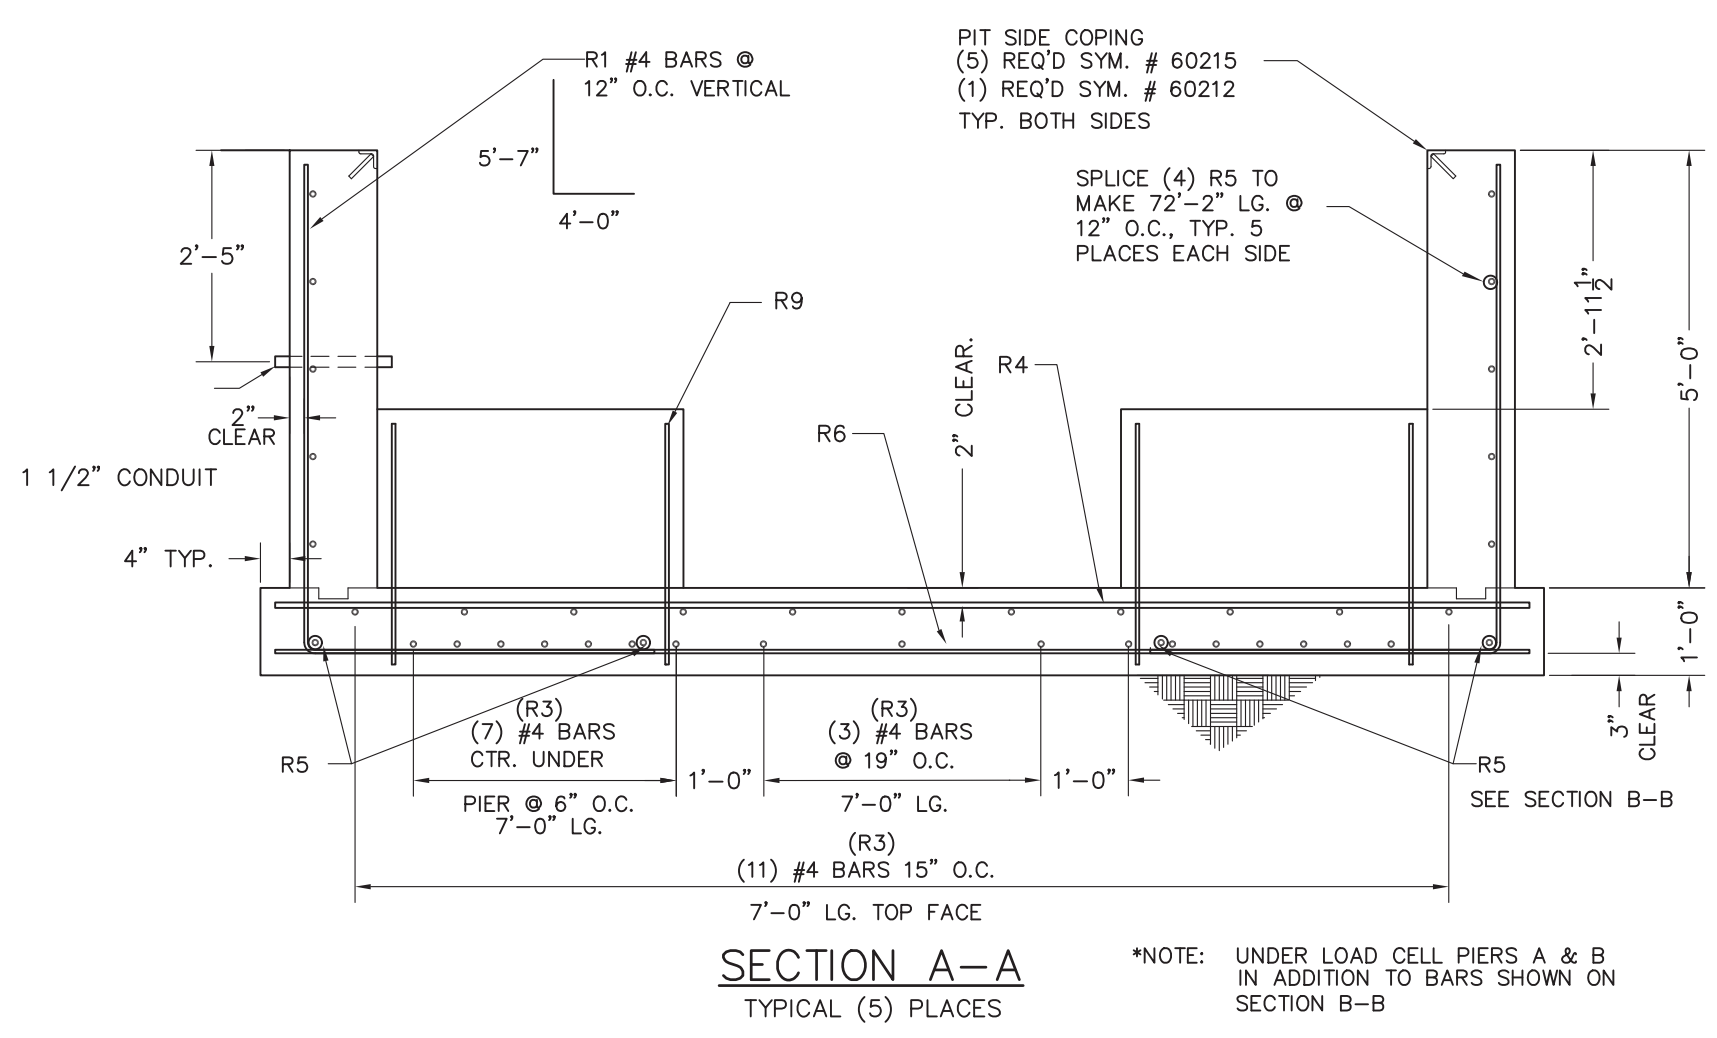 PIT SIDE COPING
(5) REQ'D SYM. # 60215
(1) REQ'D SYM. # 60212
TYP. BOTH SIDES
R1 #4 BARS @
12" O.C. VERTICAL
5'-7"
4'-0"
SPLICE (4) R5 TO
MAKE 72'-2" LG. @
12" O.C., TYP. 5
PLACES EACH SIDE
2'-5"
R9
2'-11 1/2"
5'-0"
2" CLEAR.
R4
R6
2"
CLEAR
1 1/2" CONDUIT
4" TYP.
1'-0"
3"
CLEAR
(R3)
(7) #4 BARS
CTR. UNDER
PIER @ 6" O.C.
7'-0" LG.
R5
1'-0"
(R3)
(3) #4 BARS
@ 19" O.C.
7'-0" LG.
1'-0"
R5
SEE SECTION B-B
(R3)
(11) #4 BARS 15" O.C.
7'-0" LG. TOP FACE
SECTION A-A
TYPICAL (5) PLACES
*NOTE: UNDER LOAD CELL PIERS A & B
IN ADDITION TO BARS SHOWN ON
SECTION B-B